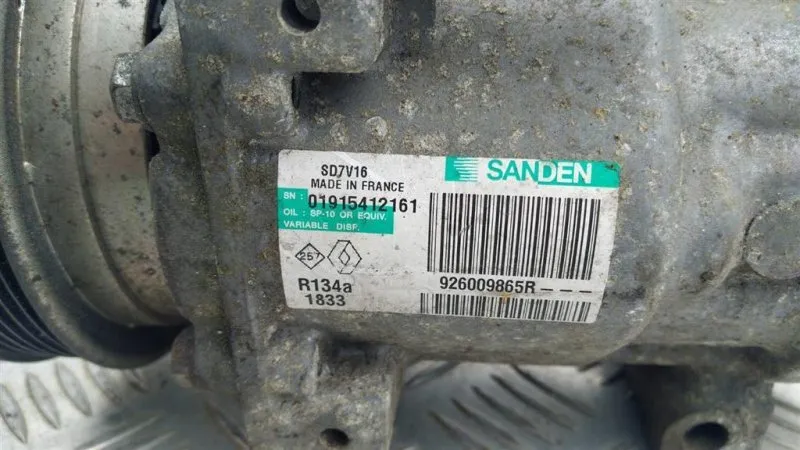 SD7V16
MADE IN FRANCE
SANDEN
SN : 01915412161
OIL : SP-10 OR EQUIV.
VARIABLE DISP.
257
R134a
1833
926009865R---